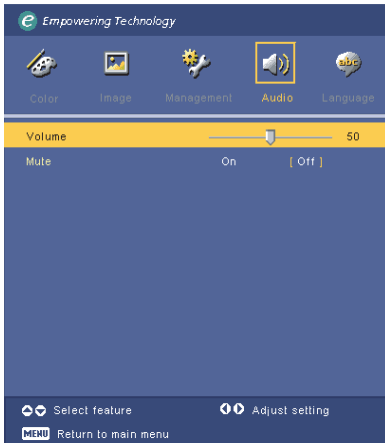 e Empowering Technology
Color Image Management Audio Language
Volume 50
Mute On [ Off ]
Select feature Adjust setting
MENU Return to main menu